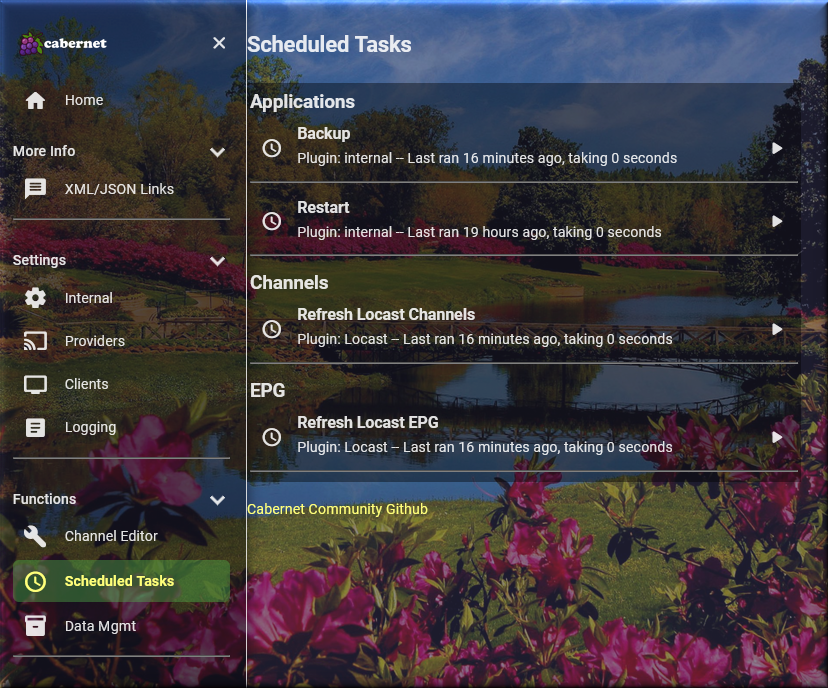 cabernet
Home
More Info
XML/JSON Links
Settings
Internal
Providers
Clients
Logging
Functions
Channel Editor
Scheduled Tasks
Data Mgmt
Scheduled Tasks
Applications
Backup
Plugin: internal -- Last ran 16 minutes ago, taking 0 seconds
Restart
Plugin: internal -- Last ran 19 hours ago, taking 0 seconds
Channels
Refresh Locast Channels
Plugin: Locast -- Last ran 16 minutes ago, taking 0 seconds
EPG
Refresh Locast EPG
Plugin: Locast -- Last ran 16 minutes ago, taking 0 seconds
Cabernet Community Github